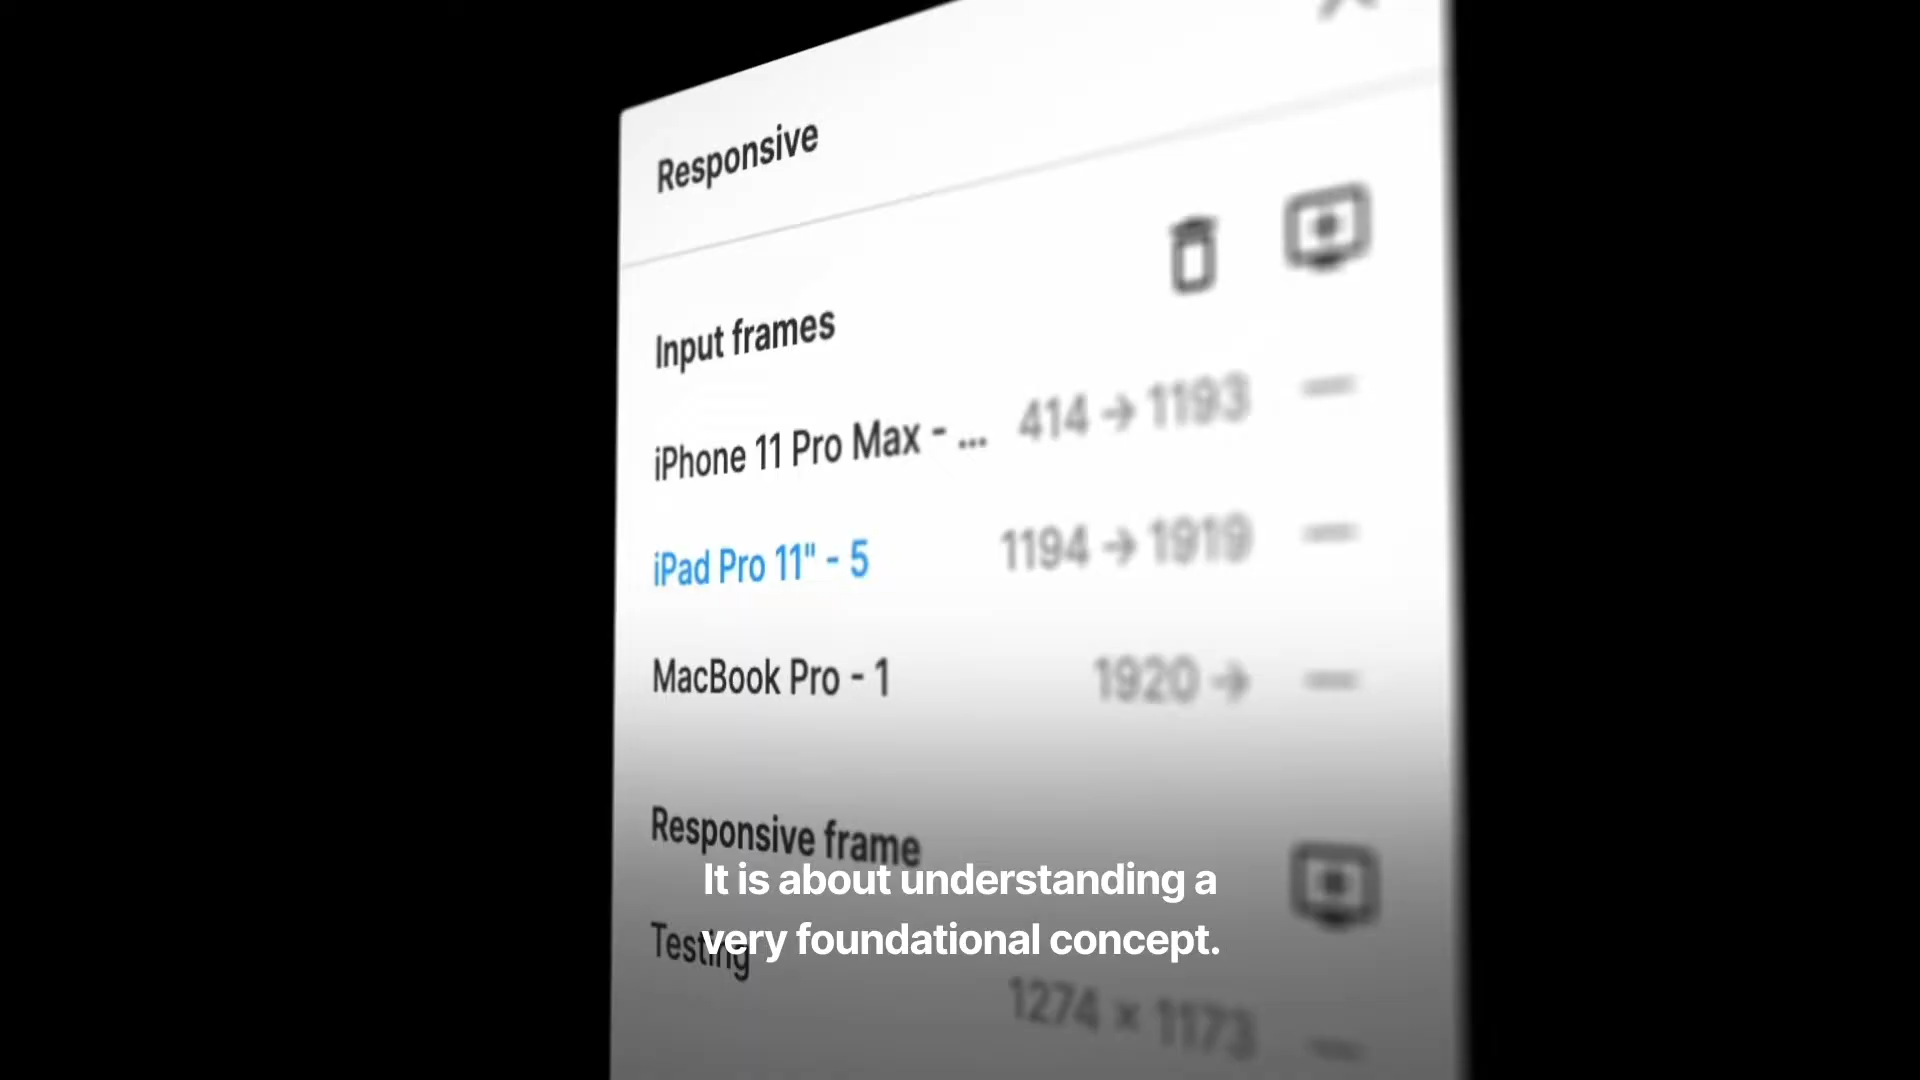 Responsive
Input frames
iPhone 11 Pro Max - ... 414 → 1193
iPad Pro 11" - 5 1194 → 1919
MacBook Pro - 1 1920 →
Responsive frame
Testing
1274 × 1173
It is about understanding a
very foundational concept.